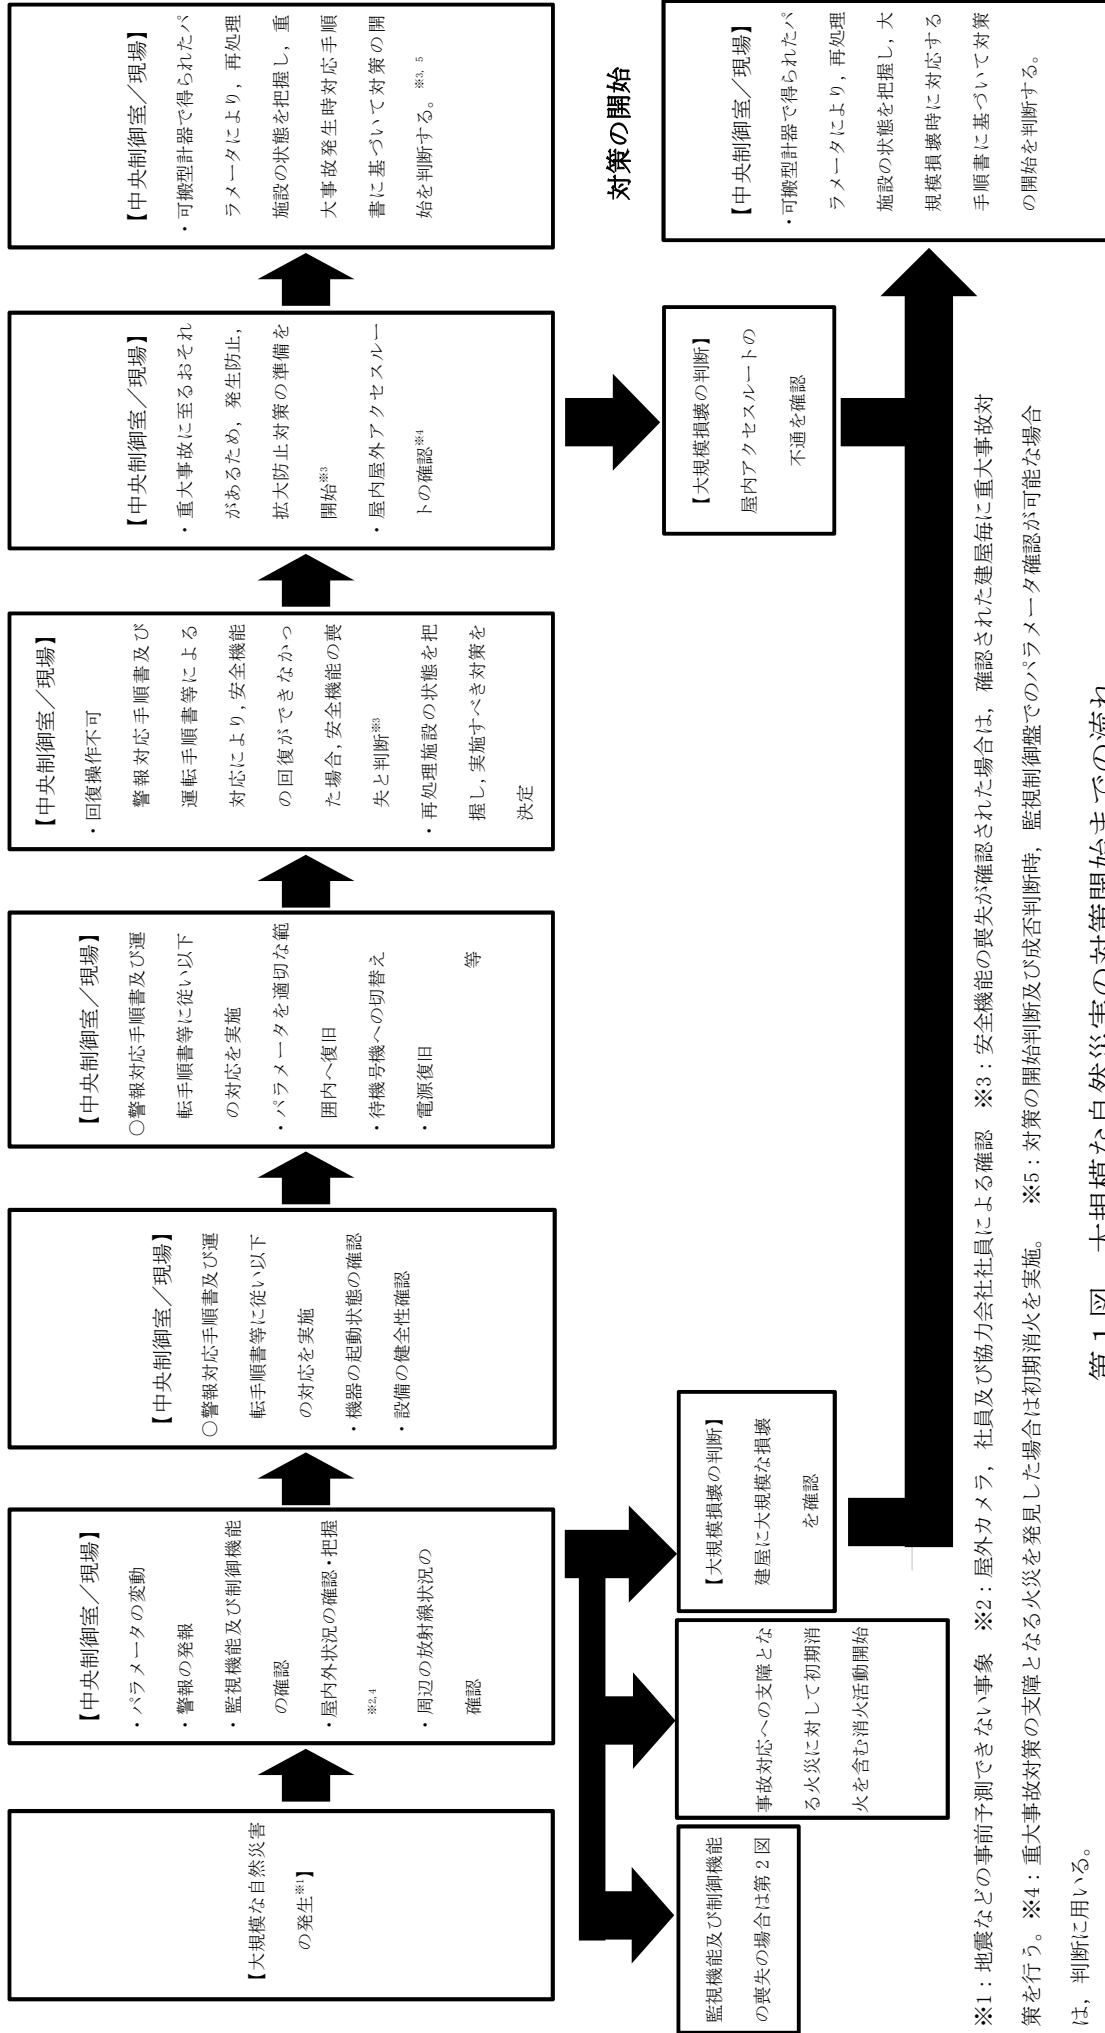 【大規模な自然災害
の発生※1】
【中央制御室／現場】
・パラメータの変動
・警報の発報
・監視機能及び制御機能
の確認
・屋内外状況の確認・把握
※2,4
・周辺の放射線状況の
確認
【中央制御室／現場】
○警報対応手順書及び運
転手順書等に従い以下
の対応を実施
・機器の起動状態の確認
・設備の健全性確認
【中央制御室／現場】
○警報対応手順書及び運
転手順書等に従い以下
の対応を実施
・パラメータを適切な範
囲内へ復旧
・待機号機への切替え
・電源復旧
等
【中央制御室／現場】
・回復操作不可
警報対応手順書及び
運転手順書等による
対応により,安全機能
の回復ができなかっ
た場合,安全機能の喪
失と判断※3
・再処理施設の状態を把
握し,実施すべき対策を
決定
【中央制御室／現場】
・重大事故に至るおそれ
があるため，発生防止，
拡大防止対策の準備を
開始※3
・屋内屋外アクセスルー
トの確認※4
【中央制御室／現場】
・可搬型計器で得られたパ
ラメータにより，再処理
施設の状態を把握し，重
大事故発生時対応手順
書に基づいて対策の開
始を判断する。※3, 5
対策の開始
監視機能及び制御機能
の喪失の場合は第２図
事故対応への支障とな
る火災に対して初期消
火を含む消火活動開始
【大規模損壊の判断】
建屋に大規模な損壊
を確認
【大規模損壊の判断】
屋内アクセスルートの
不通を確認
【中央制御室／現場】
・可搬型計器で得られたパ
ラメータにより，再処理
施設の状態を把握し，大
規模損壊時に対応する
手順書に基づいて対策
の開始を判断する。
※1：地震などの事前予測できない事象　※2：屋外カメラ，社員及び協力会社社員による確認　※3：安全機能の喪失が確認された場合は，確認された建屋毎に重大事故対
策を行う。※4：重大事故対策の支障となる火災を発見した場合は初期消火を実施。　※5：対策の開始判断及び成否判断時，監視制御盤でのパラメータ確認が可能な場合
は，判断に用いる。
第１図　大規模な自然災害の対策開始までの流れ